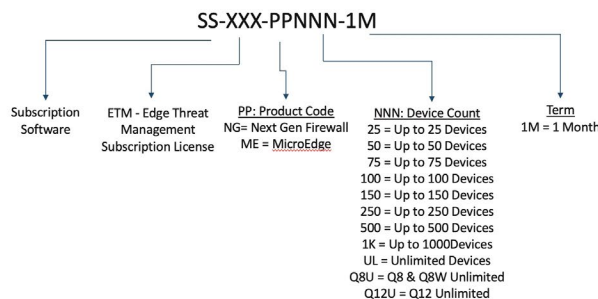 SS-XXX-PPNNN-1M
Subscription
Software
ETM - Edge Threat
Management
Subscription License
PP: Product Code
NG= Next Gen Firewall
ME = MicroEdge
NNN: Device Count
25 = Up to 25 Devices
50 = Up to 50 Devices
75 = Up to 75 Devices
100 = Up to 100 Devices
150 = Up to 150 Devices
250 = Up to 250 Devices
500 = Up to 500 Devices
1K = Up to 1000Devices
UL = Unlimited Devices
Q8U = Q8 & Q8W Unlimited
Q12U = Q12 Unlimited
Term
1M = 1 Month